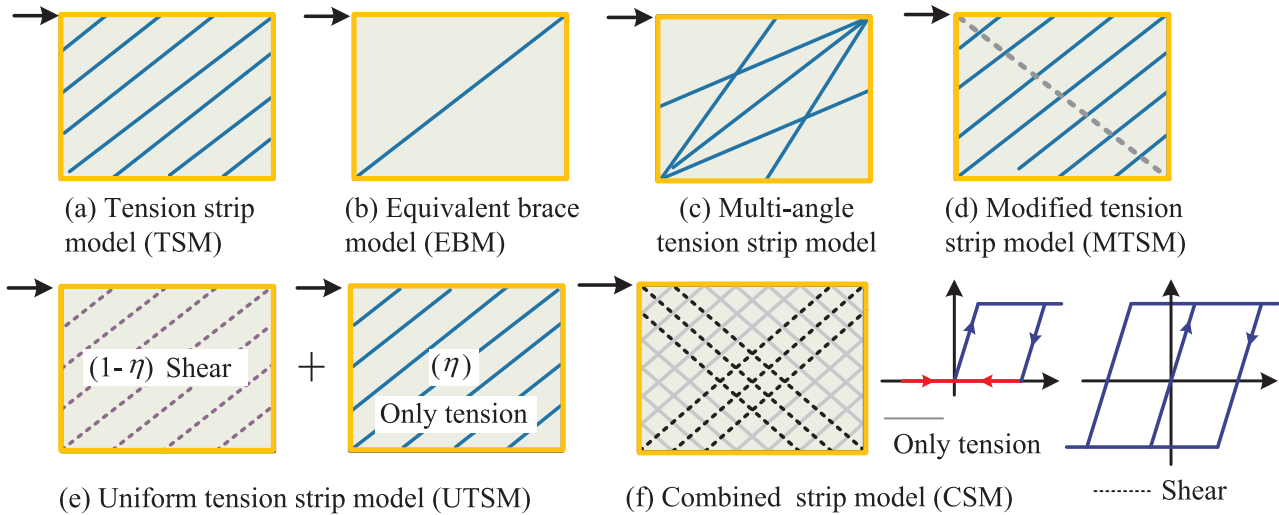 (a) Tension strip
model (TSM)
(b) Equivalent brace
model (EBM)
(c) Multi-angle
tension strip model
(d) Modified tension
strip model (MTSM)
(1- η) Shear
+
(η)
Only tension
(e) Uniform tension strip model (UTSM)
Only tension
Shear
(f) Combined strip model (CSM)